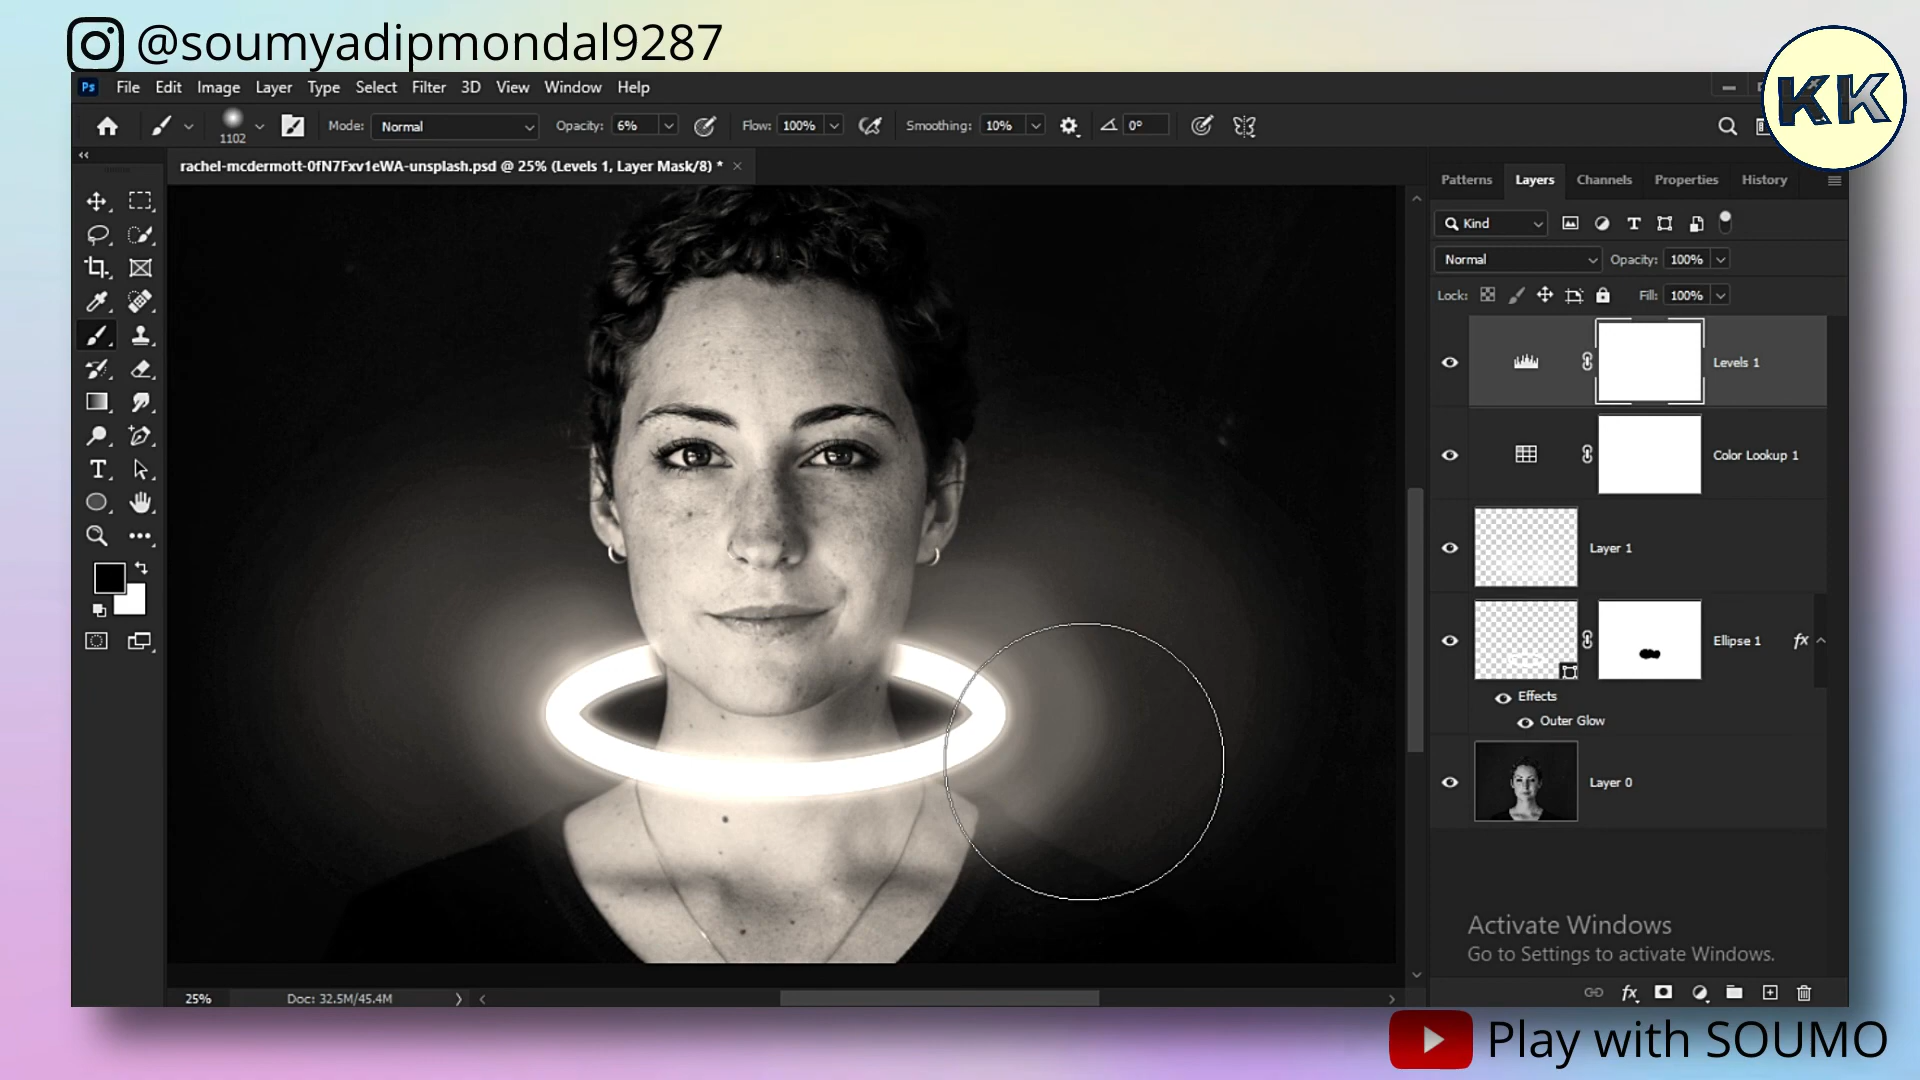 @soumyadipmondal9287
KK
Ps File Edit Image Layer Type Select Filter 3D View Window Help
1102 Mode: Normal Opacity: 6% Flow: 100% Smoothing: 10% 0°
rachel-mcdermott-0fN7Fxv1eWA-unsplash.psd @ 25% (Levels 1, Layer Mask/8) *
Patterns Layers Channels Properties History
Kind
Normal Opacity: 100%
Lock: Fill: 100%
Levels 1
Color Lookup 1
Layer 1
Ellipse 1 fx
Effects
Outer Glow
Layer 0
Activate Windows
Go to Settings to activate Windows.
25% Doc: 32.5M/45.4M
fx
Play with SOUMO